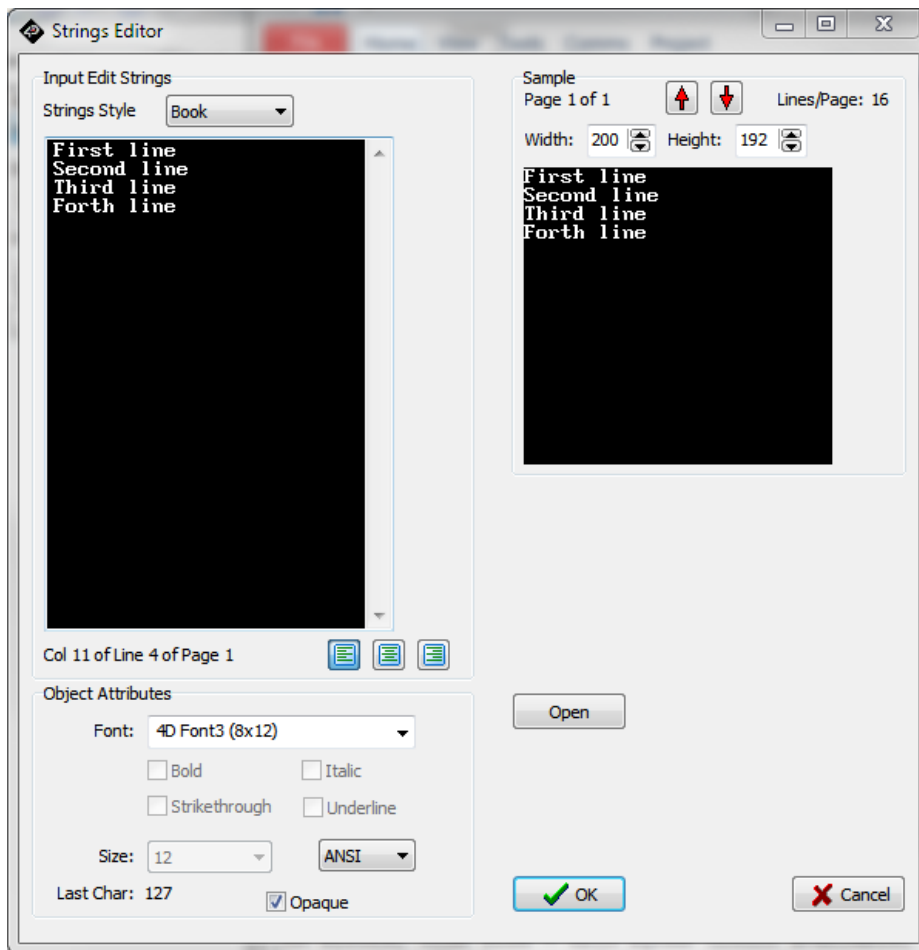 Strings Editor
Input Edit Strings
Strings Style Book
First line
Second line
Third line
Forth line
Col 11 of Line 4 of Page 1
Object Attributes
Font: 4D Font3 (8x12)
Bold Italic
Strikethrough Underline
Size: 12 ANSI
Last Char: 127 Opaque
Sample
Page 1 of 1 Lines/Page: 16
Width: 200 Height: 192
First line
Second line
Third line
Forth line
Open
OK Cancel